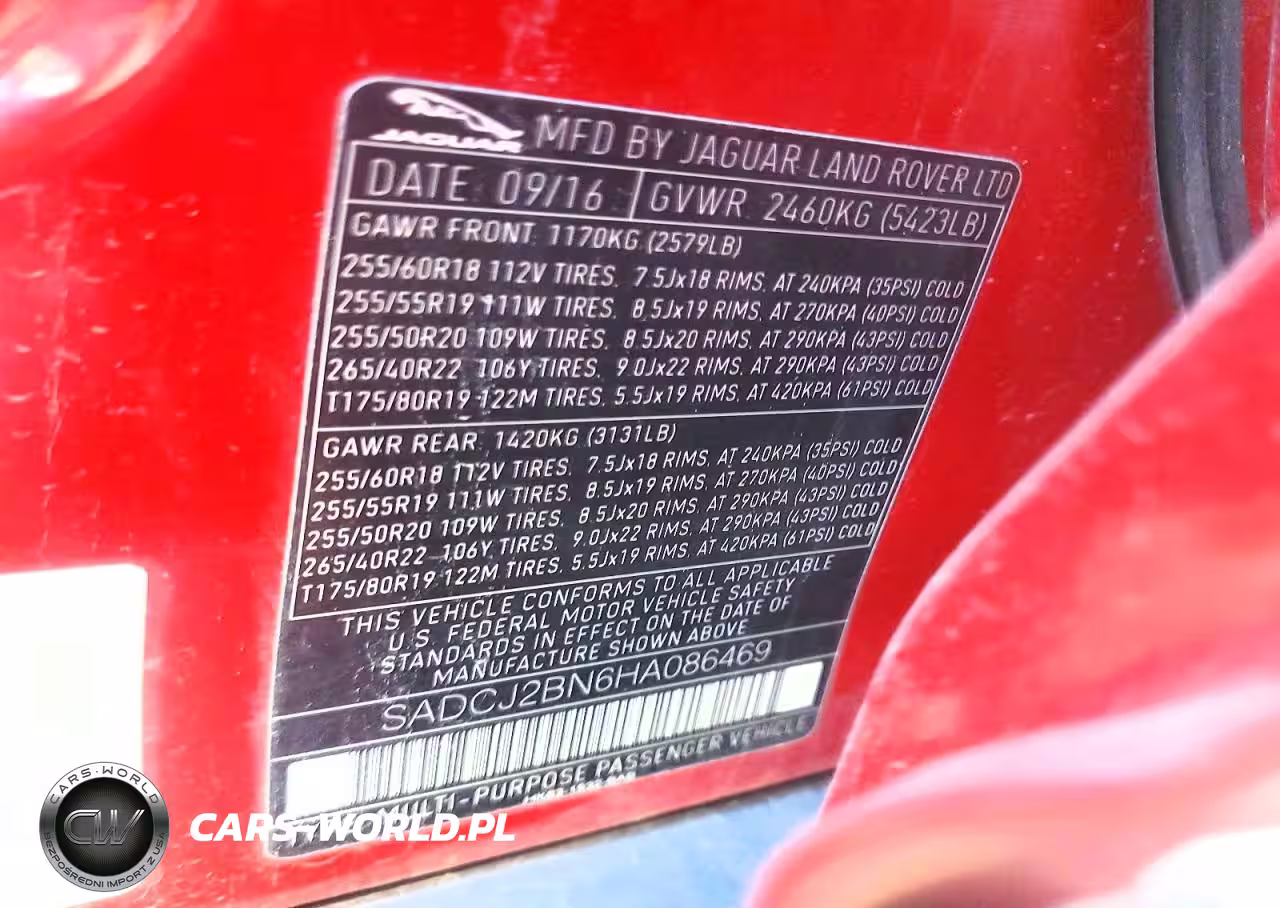 JAGUAR MFD BY JAGUAR LAND ROVER LTD
DATE 09/16 GVWR 2460KG (5423LB)
GAWR FRONT 1170KG (2579LB)
255/60R18 112V TIRES, 7.5Jx18 RIMS, AT 240KPA (35PSI) COLD
255/55R19 111W TIRES, 8.5Jx19 RIMS, AT 270KPA (40PSI) COLD
255/50R20 109W TIRES, 8.5Jx20 RIMS, AT 290KPA (43PSI) COLD
265/40R22 106Y TIRES, 9.0Jx22 RIMS, AT 290KPA (43PSI) COLD
T175/80R19 122M TIRES, 5.5Jx19 RIMS, AT 420KPA (61PSI) COLD
GAWR REAR 1420KG (3131LB)
255/60R18 112V TIRES, 7.5Jx18 RIMS, AT 240KPA (35PSI) COLD
255/55R19 111W TIRES, 8.5Jx19 RIMS, AT 270KPA (40PSI) COLD
255/50R20 109W TIRES, 8.5Jx20 RIMS, AT 290KPA (43PSI) COLD
265/40R22 106Y TIRES, 9.0Jx22 RIMS, AT 290KPA (43PSI) COLD
T175/80R19 122M TIRES, 5.5Jx19 RIMS, AT 420KPA (61PSI) COLD
THIS VEHICLE CONFORMS TO ALL APPLICABLE
U.S. FEDERAL MOTOR VEHICLE SAFETY
STANDARDS IN EFFECT ON THE DATE OF
MANUFACTURE SHOWN ABOVE
SADCJ2BN6HA086469
MULTI-PURPOSE PASSENGER VEHICLE
CARS-WORLD
CW
BEZPOŚREDNI IMPORT Z USA
CARS-WORLD.PL